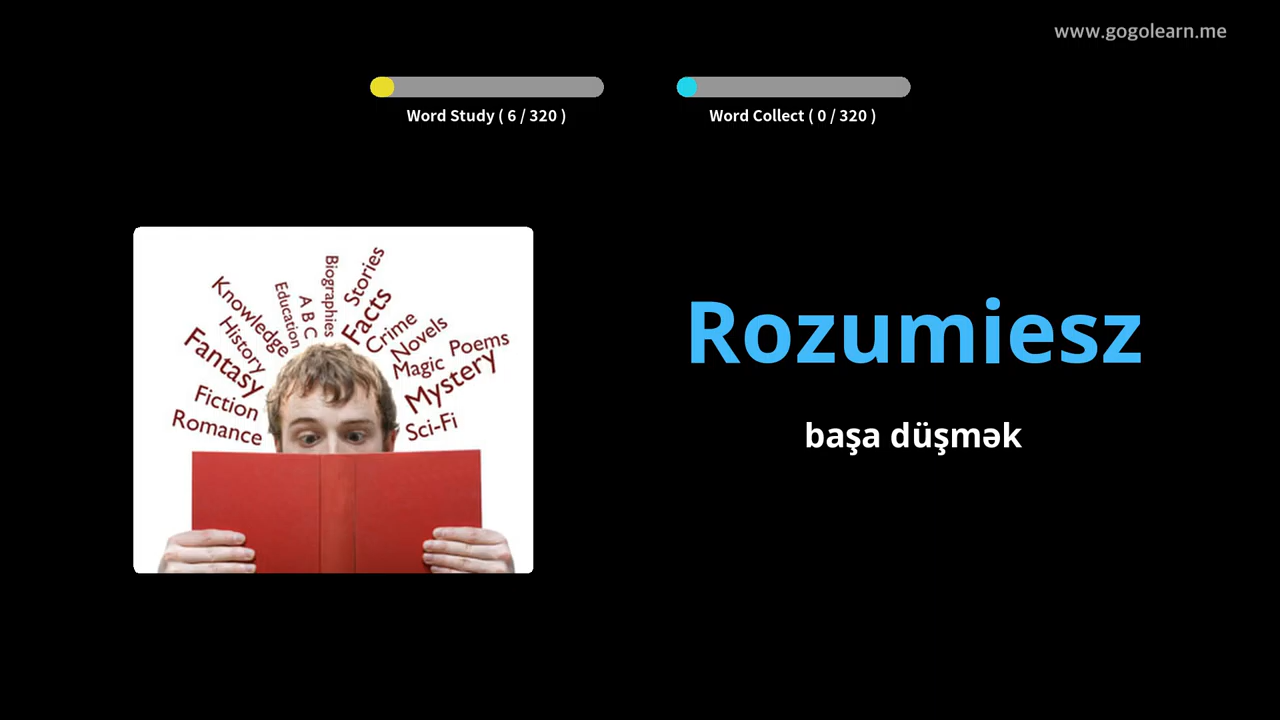 www.gogolearn.me
Word Study ( 6 / 320 )
Word Collect ( 0 / 320 )
Knowledge
Education
A B C
Biographies
Stories
Facts
Crime
Novels
Poems
History
Magic
Fantasy
Mystery
Fiction
Romance
Sci-Fi
Rozumiesz
başa düşmək